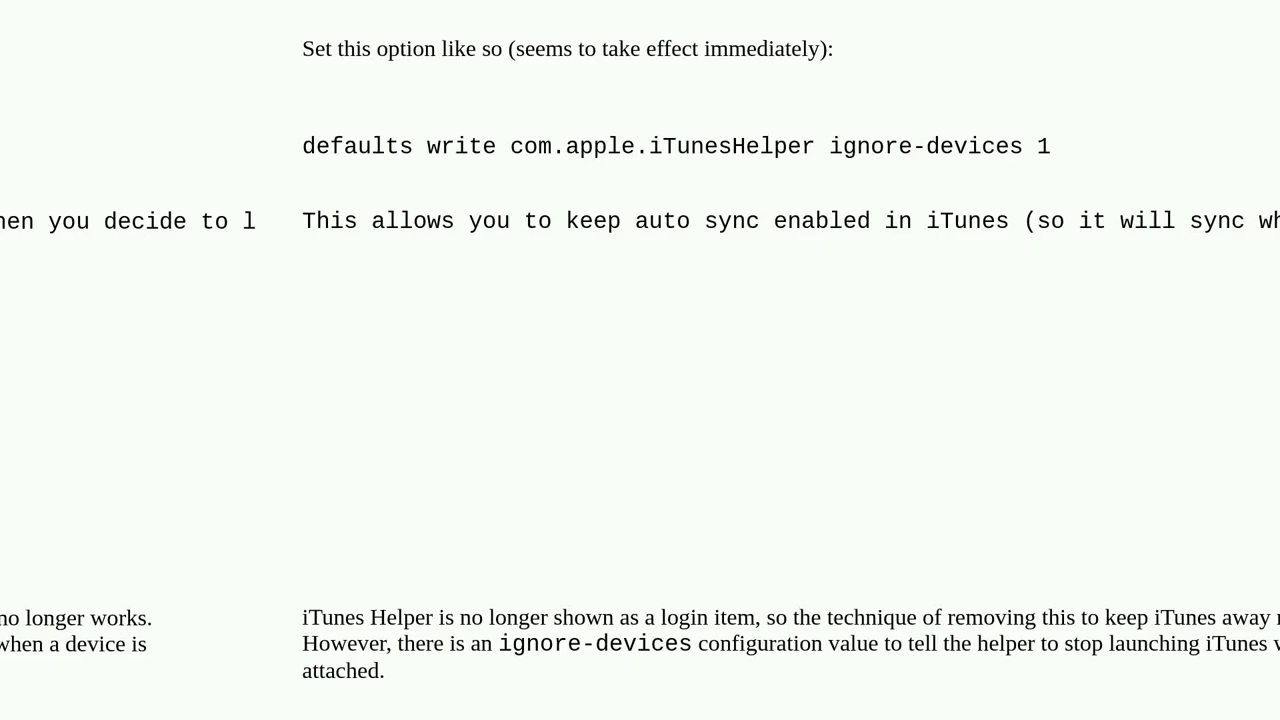 Set this option like so (seems to take effect immediately):
defaults write com.apple.iTunesHelper ignore-devices 1
hen you decide to l
This allows you to keep auto sync enabled in iTunes (so it will sync wh
no longer works.
when a device is
iTunes Helper is no longer shown as a login item, so the technique of removing this to keep iTunes away
However, there is an ignore-devices configuration value to tell the helper to stop launching iTunes
attached.